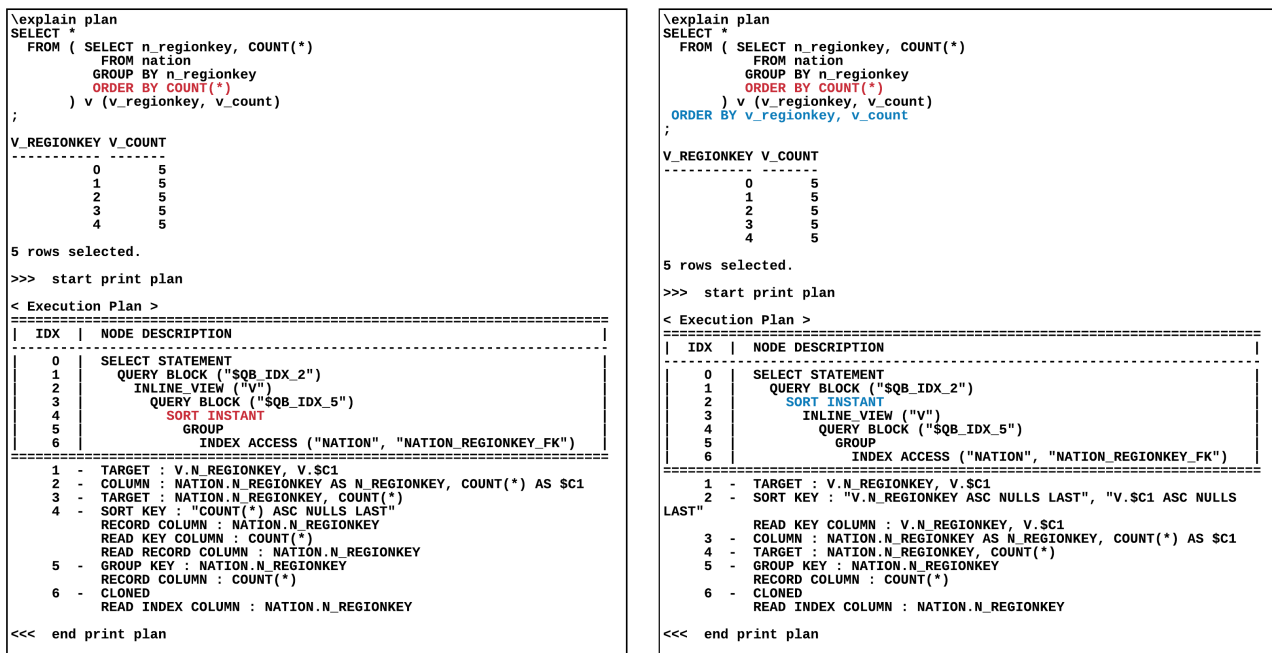 \explain plan
SELECT *
  FROM ( SELECT n_regionkey, COUNT(*)
           FROM nation
          GROUP BY n_regionkey
          ORDER BY COUNT(*)
       ) v (v_regionkey, v_count)
;

V_REGIONKEY V_COUNT
----------- -------
          0       5
          1       5
          2       5
          3       5
          4       5

5 rows selected.

>>>  start print plan

< Execution Plan >
=========================================================================
|  IDX  |  NODE DESCRIPTION                                             |
-------------------------------------------------------------------------
|    0  |  SELECT STATEMENT                                             |
|    1  |    QUERY BLOCK ("$QB_IDX_2")                                  |
|    2  |      INLINE_VIEW ("V")                                        |
|    3  |        QUERY BLOCK ("$QB_IDX_5")                              |
|    4  |          SORT INSTANT                                         |
|    5  |            GROUP                                              |
|    6  |              INDEX ACCESS ("NATION", "NATION_REGIONKEY_FK")   |
=========================================================================
     1  -  TARGET : V.N_REGIONKEY, V.$C1
     2  -  COLUMN : NATION.N_REGIONKEY AS N_REGIONKEY, COUNT(*) AS $C1
     3  -  TARGET : NATION.N_REGIONKEY, COUNT(*)
     4  -  SORT KEY : "COUNT(*) ASC NULLS LAST"
           RECORD COLUMN : NATION.N_REGIONKEY
           READ KEY COLUMN : COUNT(*)
           READ RECORD COLUMN : NATION.N_REGIONKEY
     5  -  GROUP KEY : NATION.N_REGIONKEY
           RECORD COLUMN : COUNT(*)
     6  -  CLONED
           READ INDEX COLUMN : NATION.N_REGIONKEY

<<<  end print plan

\explain plan
SELECT *
  FROM ( SELECT n_regionkey, COUNT(*)
           FROM nation
          GROUP BY n_regionkey
          ORDER BY COUNT(*)
       ) v (v_regionkey, v_count)
 ORDER BY v_regionkey, v_count
;

V_REGIONKEY V_COUNT
----------- -------
          0       5
          1       5
          2       5
          3       5
          4       5

5 rows selected.

>>>  start print plan

< Execution Plan >
=========================================================================
|  IDX  |  NODE DESCRIPTION                                             |
-------------------------------------------------------------------------
|    0  |  SELECT STATEMENT                                             |
|    1  |    QUERY BLOCK ("$QB_IDX_2")                                  |
|    2  |      SORT INSTANT                                             |
|    3  |        INLINE_VIEW ("V")                                      |
|    4  |          QUERY BLOCK ("$QB_IDX_5")                            |
|    5  |            GROUP                                              |
|    6  |              INDEX ACCESS ("NATION", "NATION_REGIONKEY_FK")   |
=========================================================================
     1  -  TARGET : V.N_REGIONKEY, V.$C1
     2  -  SORT KEY : "V.N_REGIONKEY ASC NULLS LAST", "V.$C1 ASC NULLS
LAST"
           READ KEY COLUMN : V.N_REGIONKEY, V.$C1
     3  -  COLUMN : NATION.N_REGIONKEY AS N_REGIONKEY, COUNT(*) AS $C1
     4  -  TARGET : NATION.N_REGIONKEY, COUNT(*)
     5  -  GROUP KEY : NATION.N_REGIONKEY
           RECORD COLUMN : COUNT(*)
     6  -  CLONED
           READ INDEX COLUMN : NATION.N_REGIONKEY

<<<  end print plan